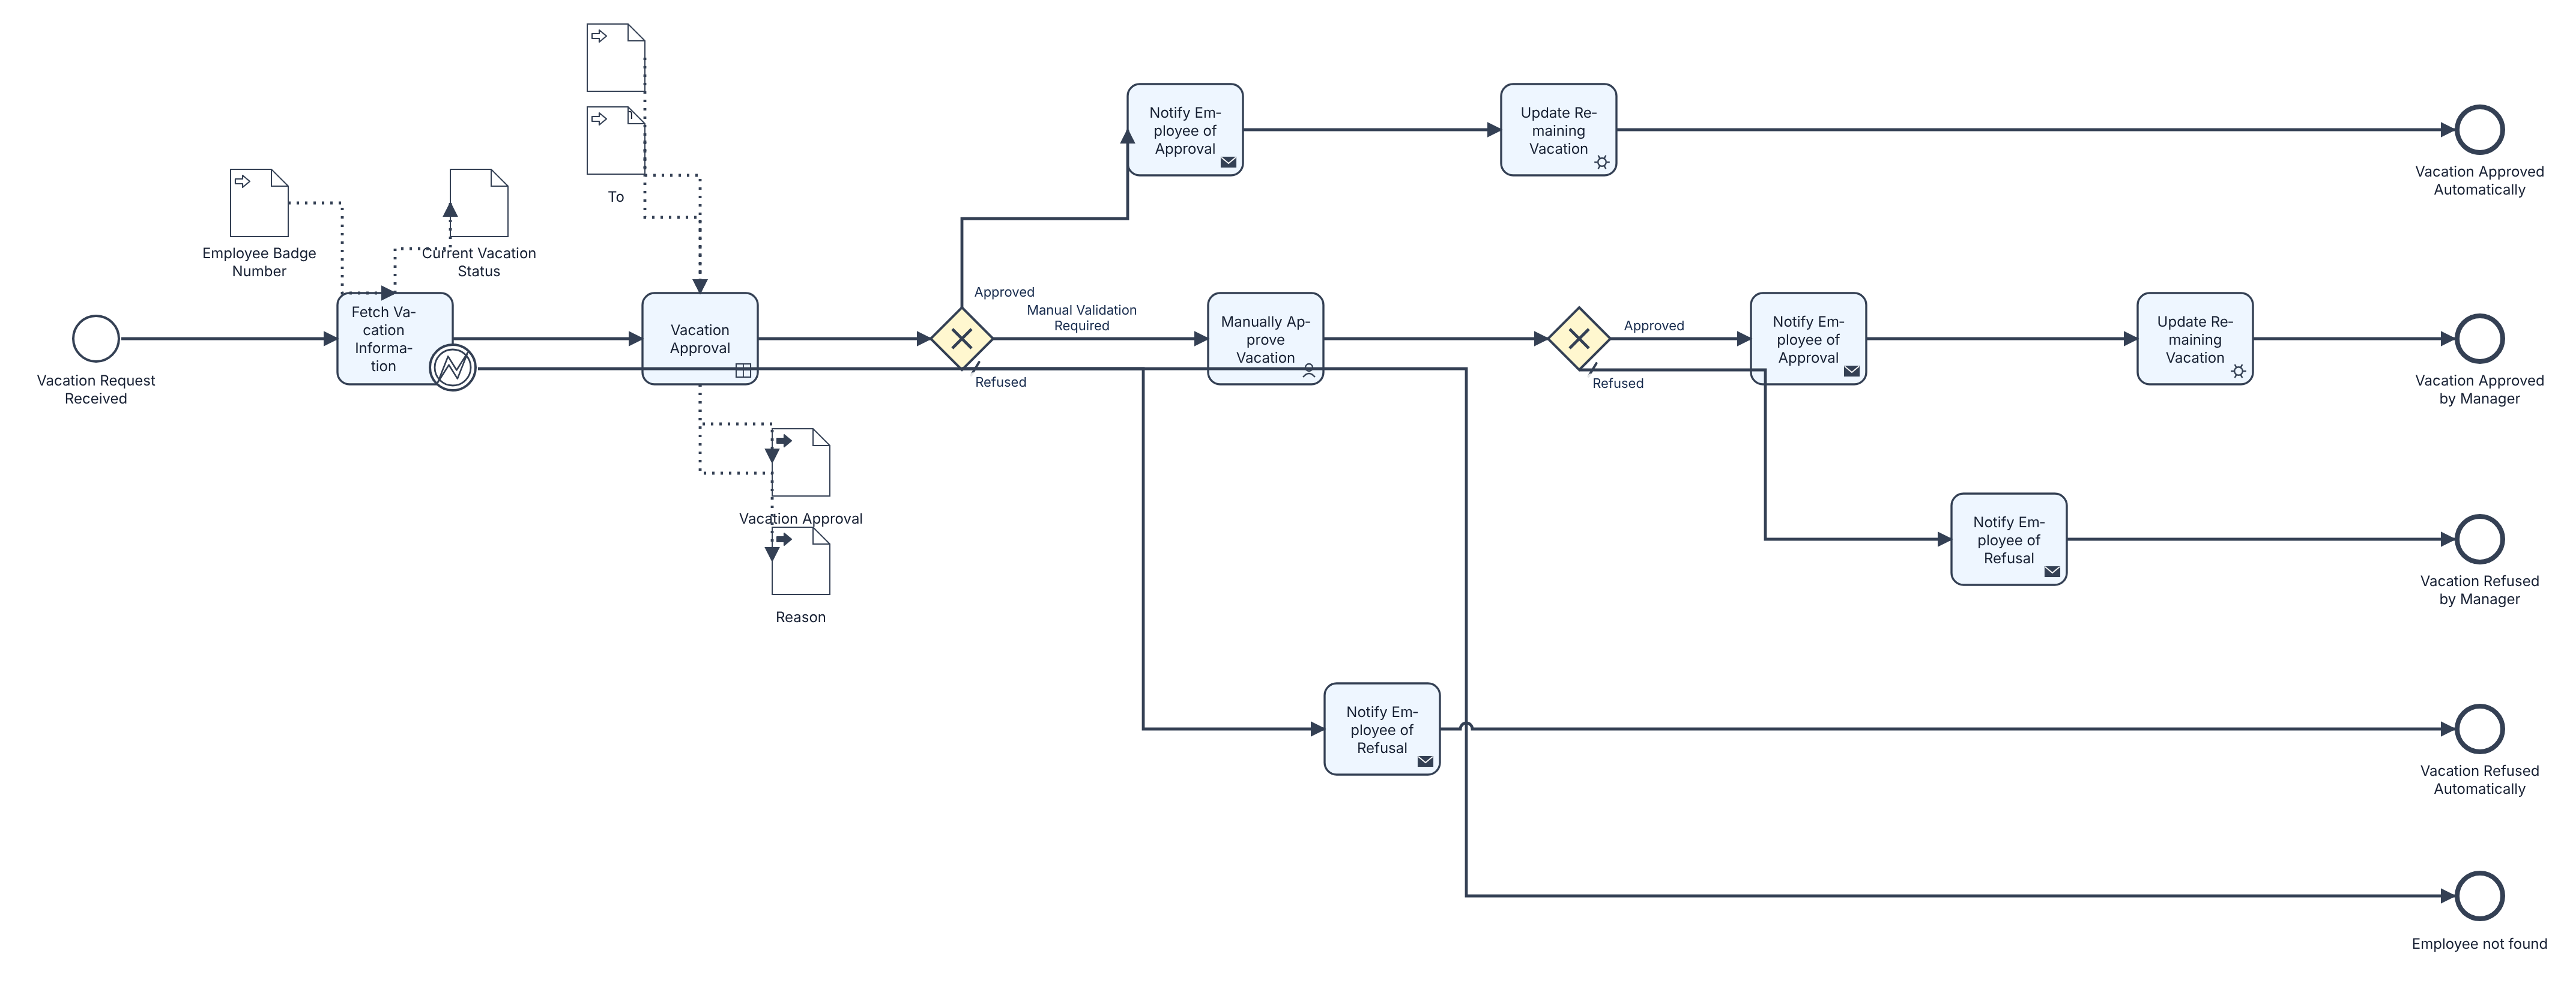 To
Employee Badge
Number
Current Vacation
Status
Vacation Request
Received
Fetch Va-
cation
Informa-
tion
Vacation
Approval
Vacation Approval
Reason
Approved
Manual Validation
Required
Refused
Notify Em-
ployee of
Approval
Update Re-
maining
Vacation
Vacation Approved
Automatically
Manually Ap-
prove
Vacation
Approved
Refused
Notify Em-
ployee of
Approval
Update Re-
maining
Vacation
Vacation Approved
by Manager
Notify Em-
ployee of
Refusal
Vacation Refused
by Manager
Notify Em-
ployee of
Refusal
Vacation Refused
Automatically
Employee not found